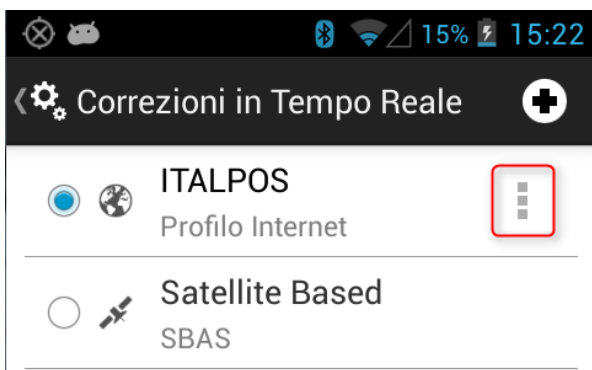 15% 15:22
Correzioni in Tempo Reale
ITALPOS
Profilo Internet
Satellite Based
SBAS